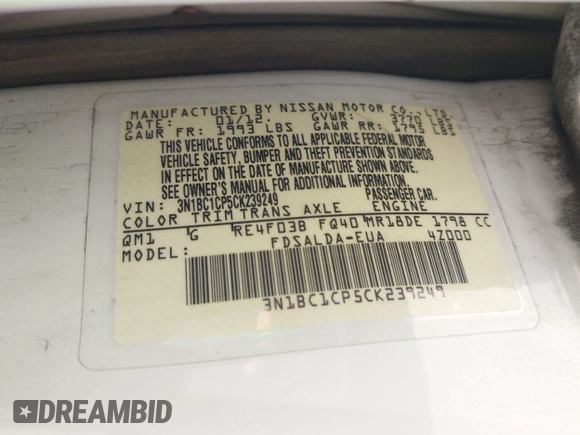 MANUFACTURED BY NISSAN MOTOR CO., LTD.
DATE: 01/12. GVWR: 3770 LBS
GAWR FR: 1993 LBS GAWR RR: 1795 LBS
THIS VEHICLE CONFORMS TO ALL APPLICABLE FEDERAL MOTOR
VEHICLE SAFETY, BUMPER AND THEFT PREVENTION STANDARDS
IN EFFECT ON THE DATE OF MANUFACTURE SHOWN ABOVE.
SEE OWNER'S MANUAL FOR ADDITIONAL INFORMATION.
VIN: 3N1BC1CP5CK239249 PASSENGER CAR.
COLOR TRIM TRANS AXLE ENGINE
QM1 G RE4F03B FQ40 MR18DE 1798 CC
MODEL: FDSALDA-EUA 4Z000
3N1BC1CP5CK239249
DREAMBID